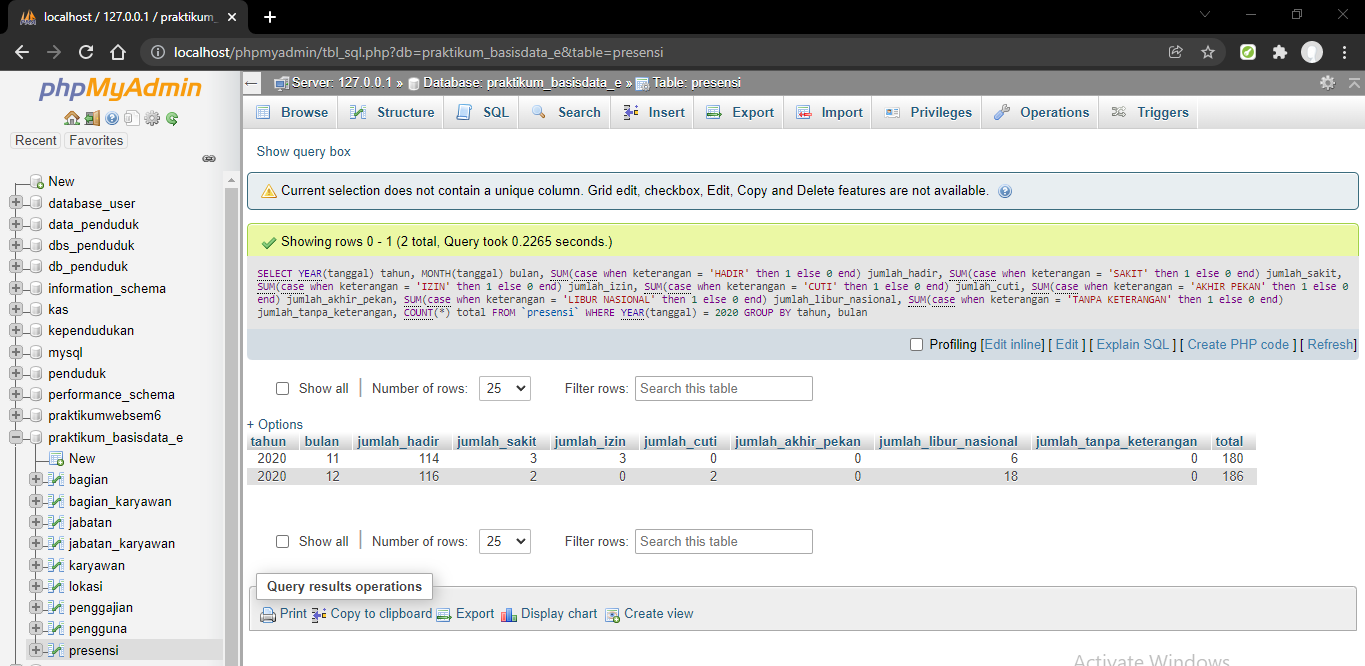 localhost / 127.0.0.1 / praktikum_
localhost/phpmyadmin/tbl_sql.php?db=praktikum_basisdata_e&table=presensi
phpMyAdmin
Recent Favorites
New
database_user
data_penduduk
dbs_penduduk
db_penduduk
information_schema
kas
kependudukan
mysql
penduduk
performance_schema
praktikumwebsem6
praktikum_basisdata_e
New
bagian
bagian_karyawan
jabatan
jabatan_karyawan
karyawan
lokasi
penggajian
pengguna
presensi
Server: 127.0.0.1 » Database: praktikum_basisdata_e » Table: presensi
Browse Structure SQL Search Insert Export Import Privileges Operations Triggers
Show query box
Current selection does not contain a unique column. Grid edit, checkbox, Edit, Copy and Delete features are not available.
Showing rows 0 - 1 (2 total, Query took 0.2265 seconds.)
SELECT YEAR(tanggal) tahun, MONTH(tanggal) bulan, SUM(case when keterangan = 'HADIR' then 1 else 0 end) jumlah_hadir, SUM(case when keterangan = 'SAKIT' then 1 else 0 end) jumlah_sakit,
SUM(case when keterangan = 'IZIN' then 1 else 0 end) jumlah_izin, SUM(case when keterangan = 'CUTI' then 1 else 0 end) jumlah_cuti, SUM(case when keterangan = 'AKHIR PEKAN' then 1 else 0
end) jumlah_akhir_pekan, SUM(case when keterangan = 'LIBUR NASIONAL' then 1 else 0 end) jumlah_libur_nasional, SUM(case when keterangan = 'TANPA KETERANGAN' then 1 else 0 end)
jumlah_tanpa_keterangan, COUNT(*) total FROM `presensi` WHERE YEAR(tanggal) = 2020 GROUP BY tahun, bulan
Profiling [Edit inline] [ Edit ] [ Explain SQL ] [ Create PHP code ] [ Refresh]
Show all Number of rows: 25 Filter rows: Search this table
+ Options
tahun bulan jumlah_hadir jumlah_sakit jumlah_izin jumlah_cuti jumlah_akhir_pekan jumlah_libur_nasional jumlah_tanpa_keterangan total
2020 11 114 3 3 0 0 6 0 180
2020 12 116 2 0 2 0 18 0 186
Show all Number of rows: 25 Filter rows: Search this table
Query results operations
Print Copy to clipboard Export Display chart Create view
Activate Windows